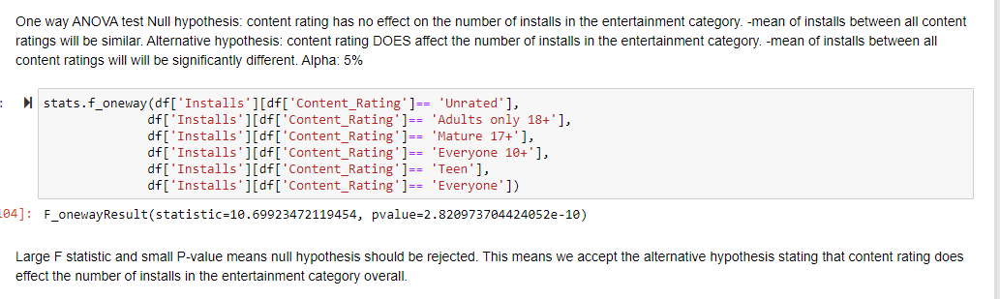 One way ANOVA test Null hypothesis: content rating has no effect on the number of installs in the entertainment category. -mean of installs between all content
ratings will be similar. Alternative hypothesis: content rating DOES affect the number of installs in the entertainment category. -mean of installs between all
content ratings will will be significantly different. Alpha: 5%
: stats.f_oneway(df['Installs'][df['Content_Rating']== 'Unrated'],
df['Installs'][df['Content_Rating']== 'Adults only 18+'],
df['Installs'][df['Content_Rating']== 'Mature 17+'],
df['Installs'][df['Content_Rating']== 'Everyone 10+'],
df['Installs'][df['Content_Rating']== 'Teen'],
df['Installs'][df['Content_Rating']== 'Everyone'])
104]: F_onewayResult(statistic=10.69923472119454, pvalue=2.820973704424052e-10)
Large F statistic and small P-value means null hypothesis should be rejected. This means we accept the alternative hypothesis stating that content rating does
effect the number of installs in the entertainment category overall.